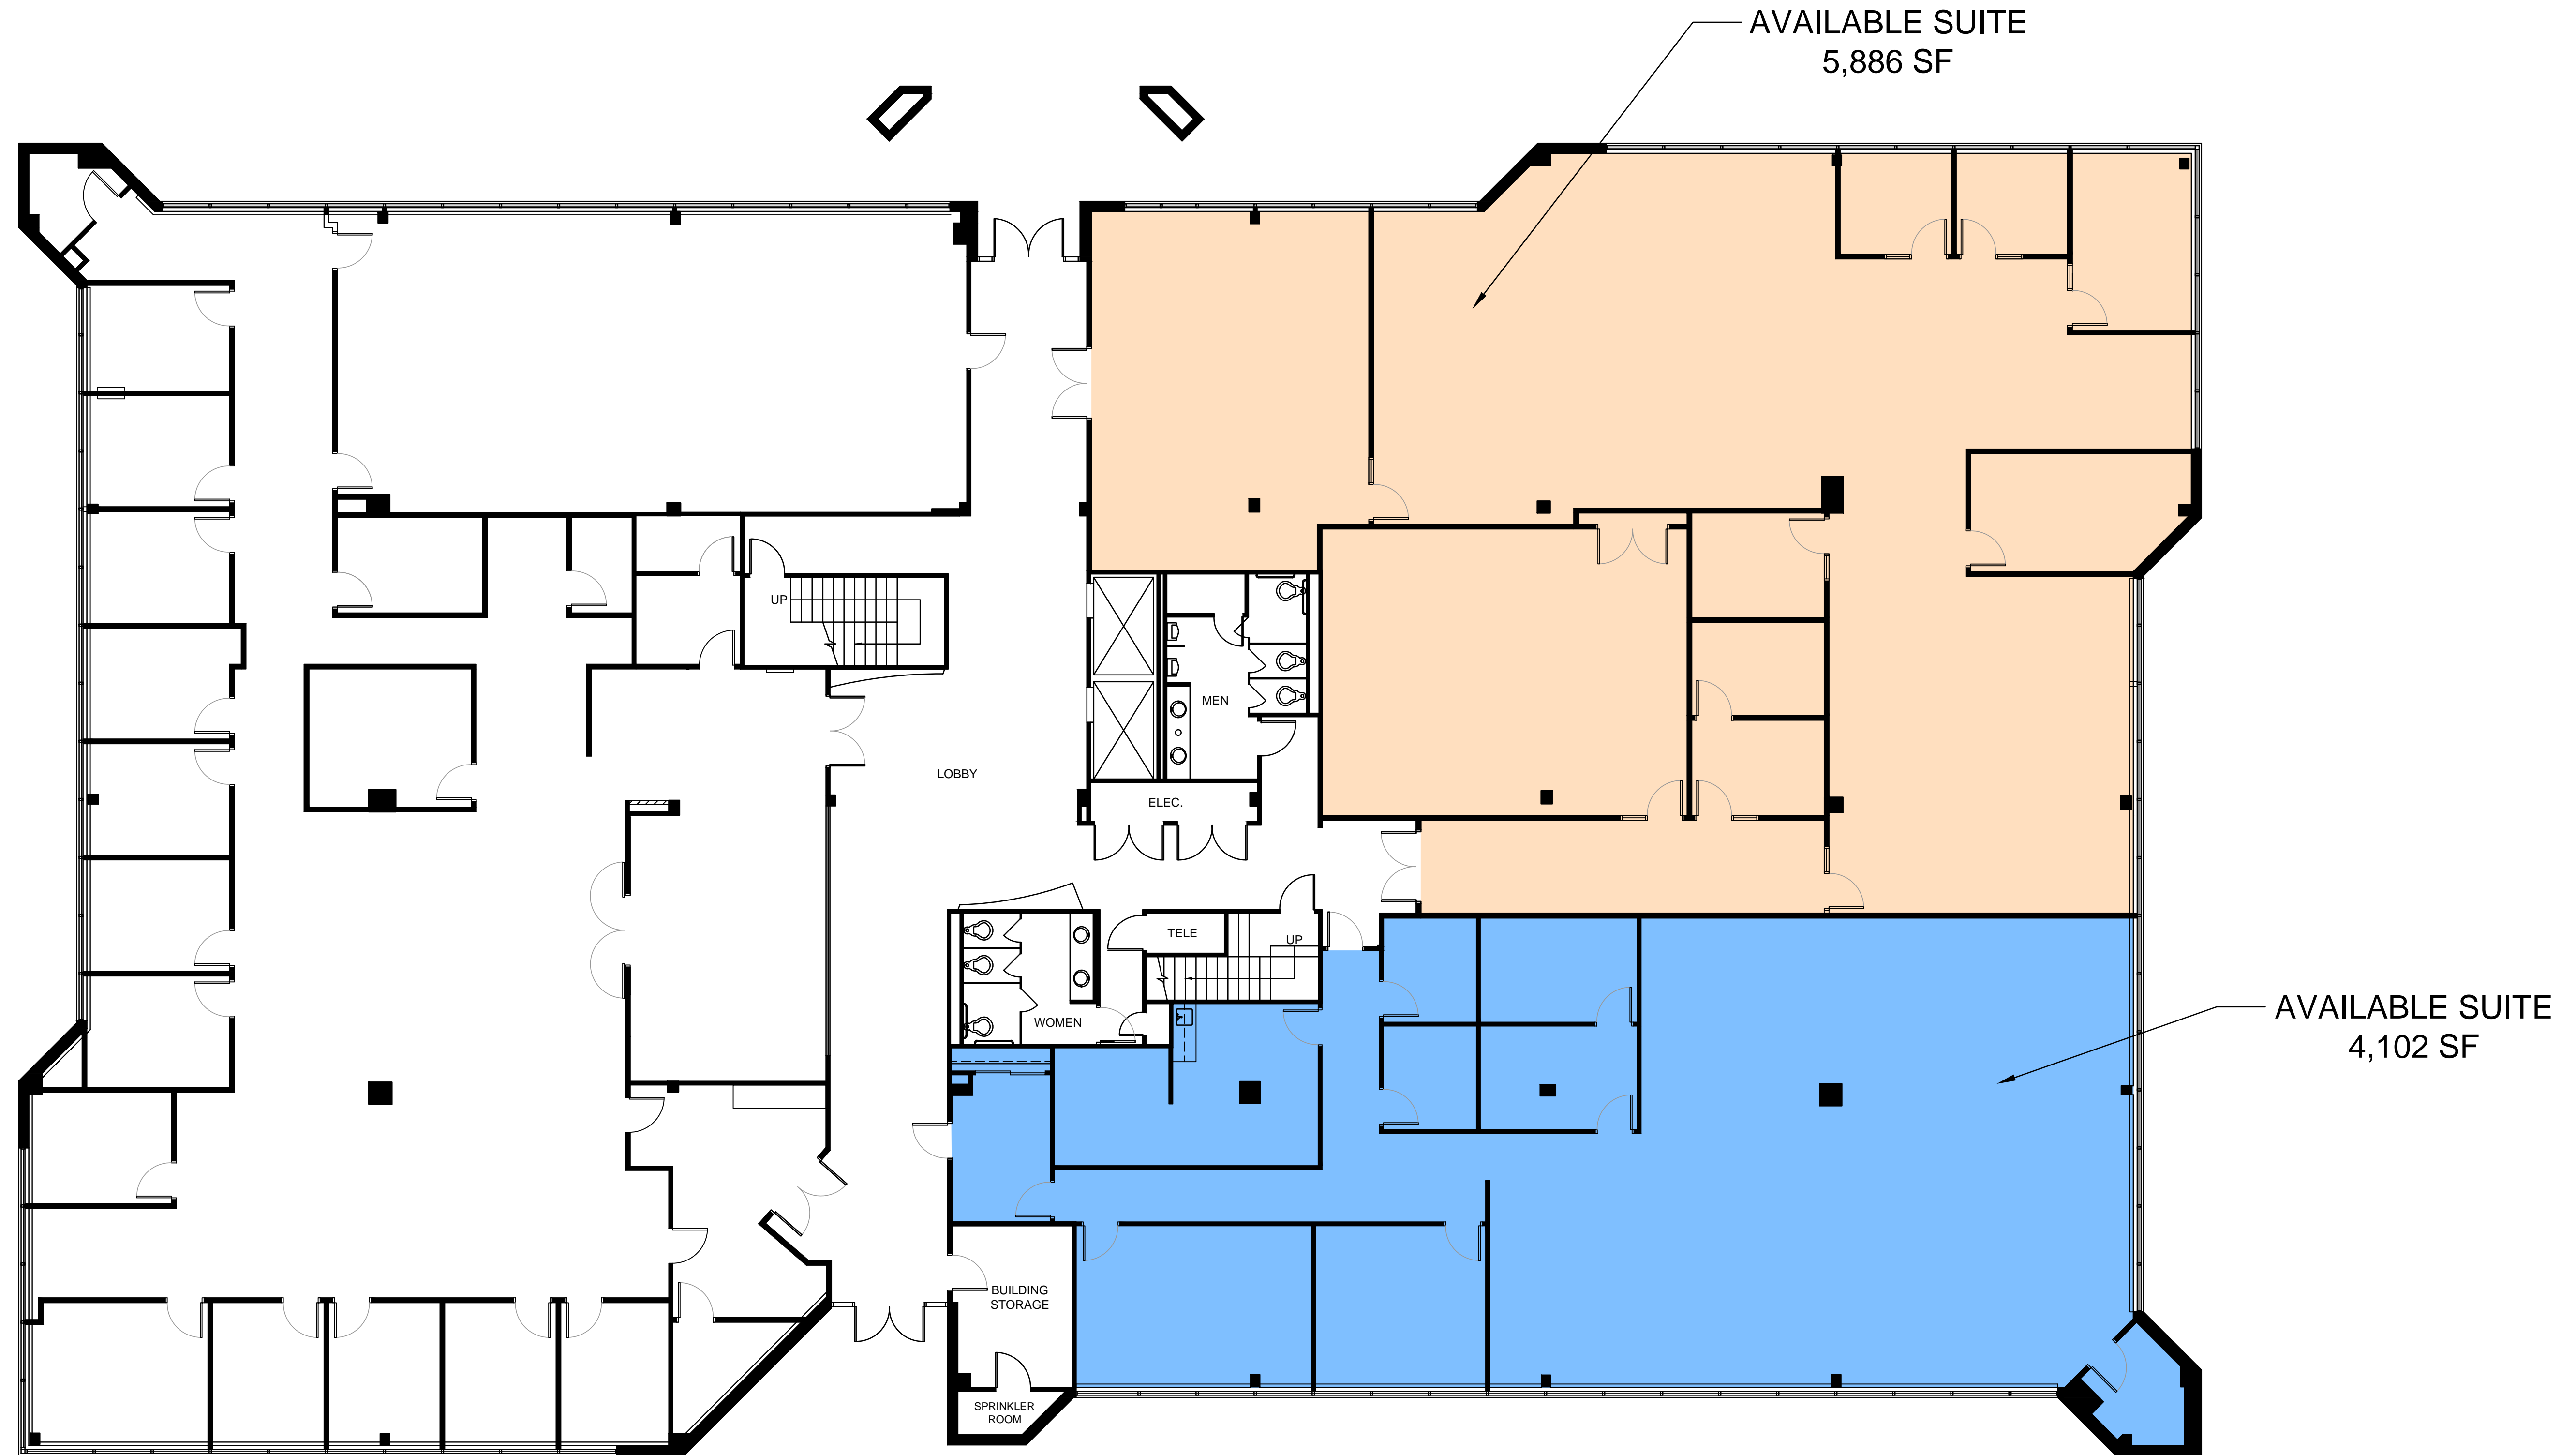 AVAILABLE SUITE
5,886 SF
UP
MEN
LOBBY
ELEC.
TELE
UP
WOMEN
AVAILABLE SUITE
4,102 SF
BUILDING
STORAGE
SPRINKLER
ROOM